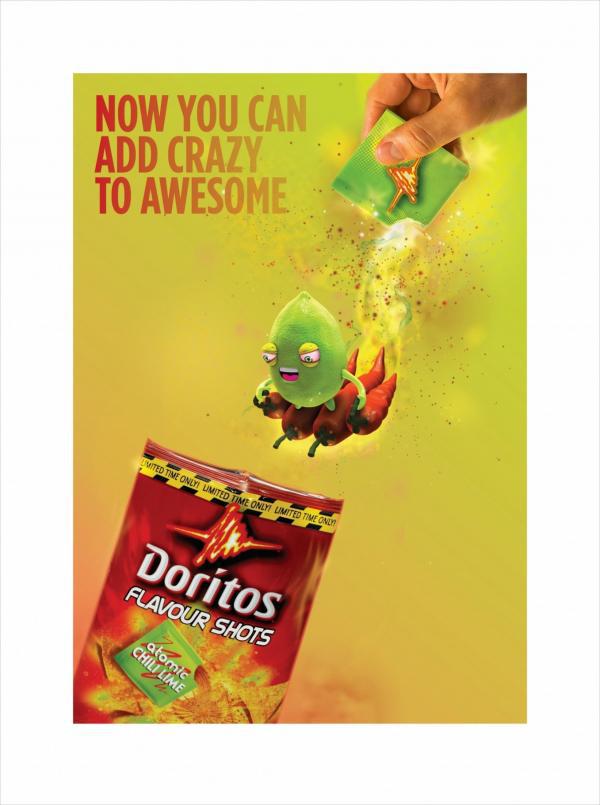 NOW YOU CAN
ADD CRAZY
TO AWESOME
LIMITED TIME ONLY! LIMITED TIME ONLY! LIMITED TIME ONLY!
Doritos
FLAVOUR SHOTS
atomic
CHILI LIME